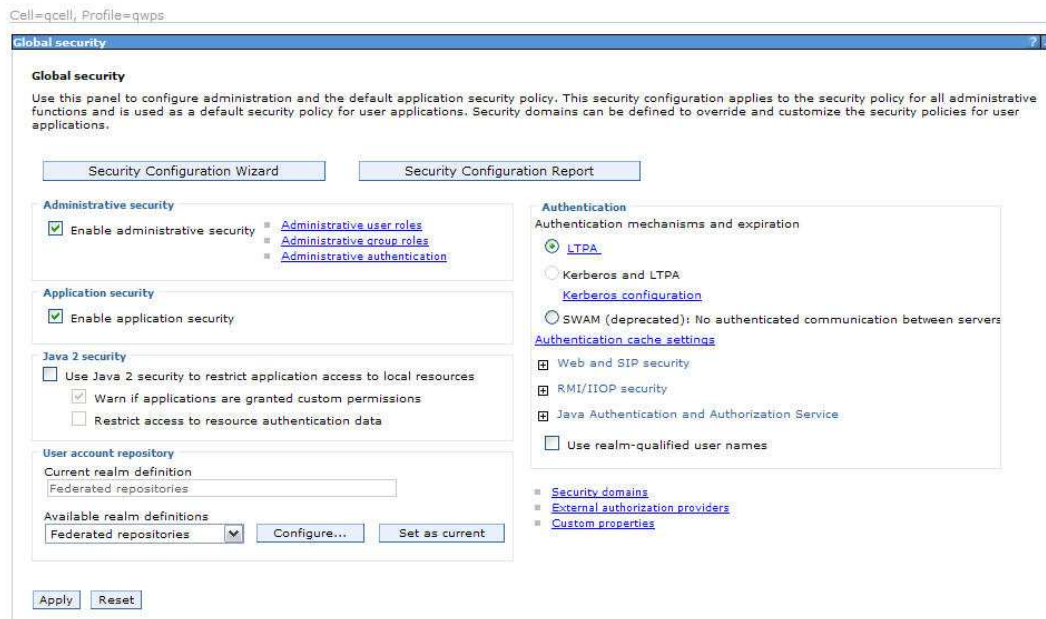 Cell=qcell, Profile=qwps
Global security
?
Global security
Use this panel to configure administration and the default application security policy. This security configuration applies to the security policy for all administrative
functions and is used as a default security policy for user applications. Security domains can be defined to override and customize the security policies for user
applications.
Security Configuration Wizard
Security Configuration Report
Administrative security
Enable administrative security
Administrative user roles
Administrative group roles
Administrative authentication
Application security
Enable application security
Java 2 security
Use Java 2 security to restrict application access to local resources
Warn if applications are granted custom permissions
Restrict access to resource authentication data
User account repository
Current realm definition
Federated repositories
Available realm definitions
Federated repositories
Configure...
Set as current
Authentication
Authentication mechanisms and expiration
LTPA
Kerberos and LTPA
Kerberos configuration
SWAM (deprecated): No authenticated communication between servers
Authentication cache settings
Web and SIP security
RMI/IIOP security
Java Authentication and Authorization Service
Use realm-qualified user names
Security domains
External authorization providers
Custom properties
Apply
Reset